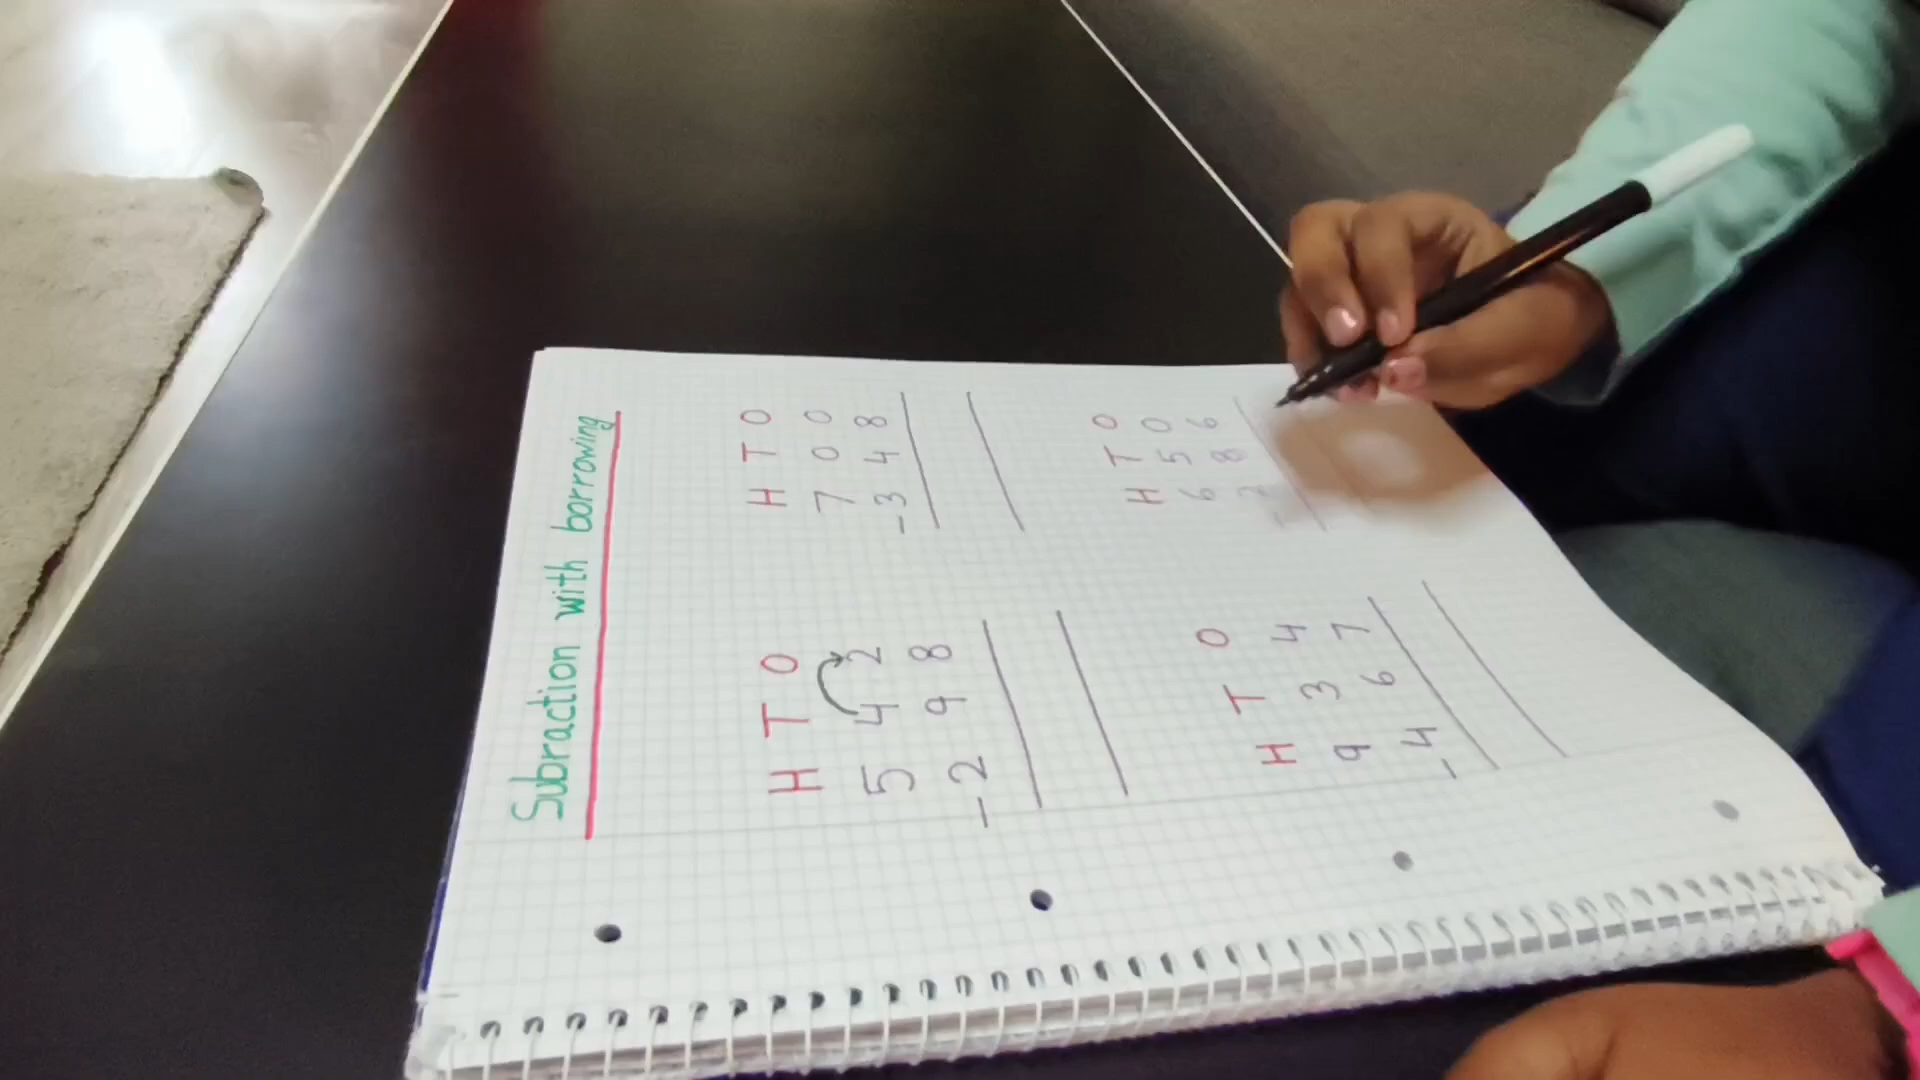 Subraction with borrowing
H T O
5 4 2
- 2 9 8
H T O
7 0 0
- 3 4 8
H T O
9 3 4
- 4 6 7
H T O
6 5 0
8 6